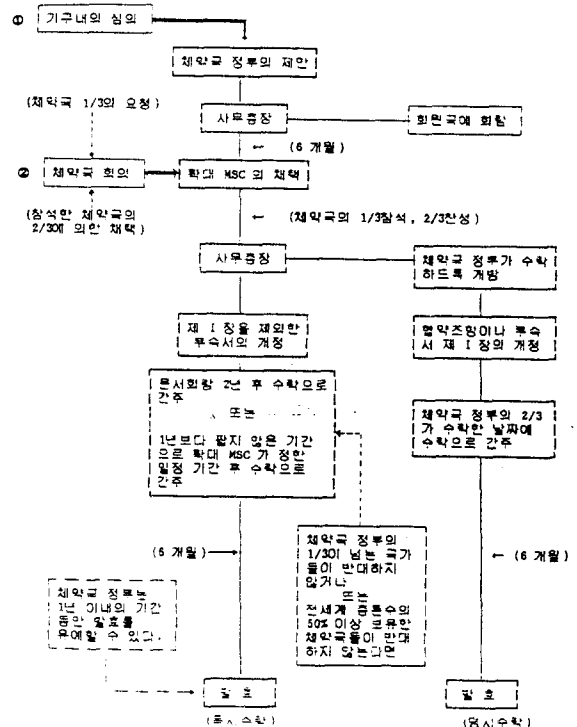 ① 기구내의 심의
체약국 정부의 제안
(체약국 1/3의 요청)
사무총장
회원국에 회람
(6 개월)
② 체약국 회의
확대 MSC 의 채택
(참석한 체약국의
2/3에 의한 채택)
(체약국의 1/3참석, 2/3찬성)
사무총장
체약국 정부가 수락
하도록 개방
제 I 장을 제외한
부속서의 개정
협약조항이나 부속
서 제 I 장의 개정
문서회람 2년 후 수락으로
간주
또는
1년보다 짧지 않은 기간
으로 확대 MSC 가 정한
일정 기간 후 수락으로
간주
체약국 정부의 2/3
가 수락한 날짜에
수락으로 간주
(6 개월)
체약국 정부의
1/3이 넘는 국가
들이 반대하지
않거나
또는
전세계 총톤수의
50% 이상 보유한
체약국들이 반대
하지 않는다면
(6 개월)
체약국 정부는
1년 이내의 기간
동안 발효를
유예할 수 있다.
발 효
(묵시수락)
발 효
(명시수락)